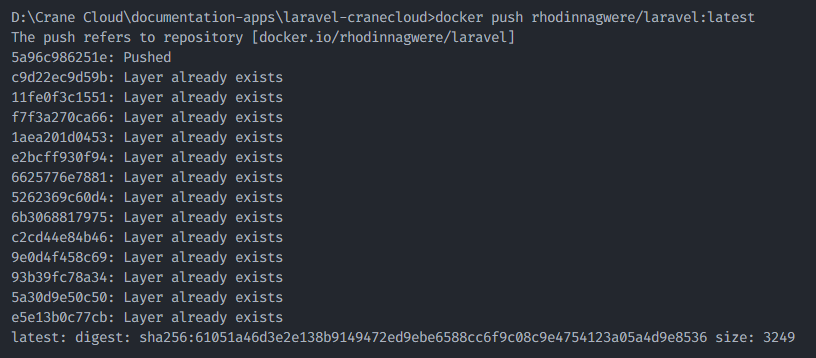 D:\Crane Cloud\documentation-apps\laravel-cranecloud>docker push rhodinnagwere/laravel:latest
The push refers to repository [docker.io/rhodinnagwere/laravel]
5a96c986251e: Pushed
c9d22ec9d59b: Layer already exists
11fe0f3c1551: Layer already exists
f7f3a270ca66: Layer already exists
1aea201d0453: Layer already exists
e2bcff930f94: Layer already exists
6625776e7881: Layer already exists
5262369c60d4: Layer already exists
6b3068817975: Layer already exists
c2cd44e84b46: Layer already exists
9e0d4f458c69: Layer already exists
93b39fc78a34: Layer already exists
5a30d9e50c50: Layer already exists
e5e13b0c77cb: Layer already exists
latest: digest: sha256:61051a46d3e2e138b9149472ed9ebe6588cc6f9c08c9e4754123a05a4d9e8536 size: 3249